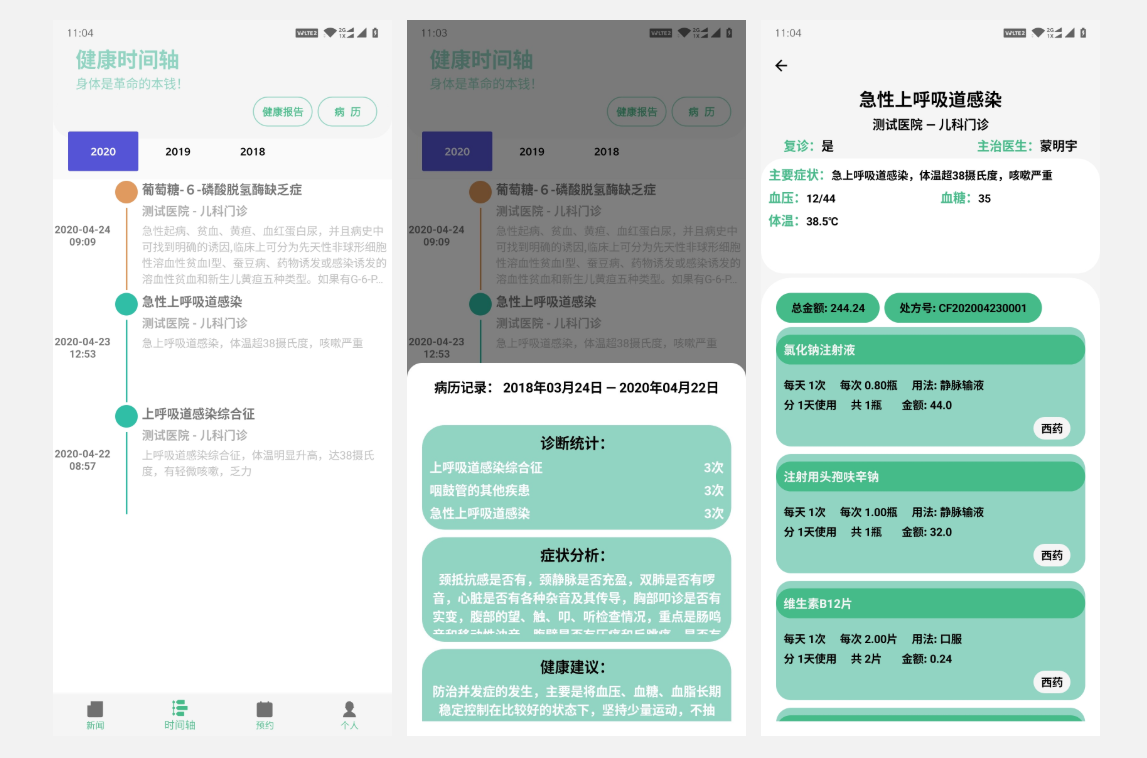 11:04
VoLTE2 2G 1X
健康时间轴
身体是革命的本钱！
健康报告 病 历
2020 2019 2018
葡萄糖-６-磷酸脱氢酶缺乏症
测试医院 - 儿科门诊
2020-04-24
09:09
急性起病、贫血、黄疸、血红蛋白尿，并且病史中
可找到明确的诱因,临床上可分为先天性非球形细胞
性溶血性贫血I型、蚕豆病、药物诱发或感染诱发的
溶血性贫血和新生儿黄疸五种类型。如果有G-6-P...
急性上呼吸道感染
测试医院 - 儿科门诊
2020-04-23
12:53
急上呼吸道感染，体温超38摄氏度，咳嗽严重
上呼吸道感染综合征
测试医院 - 儿科门诊
2020-04-22
08:57
上呼吸道感染综合征，体温明显升高，达38摄氏
度，有轻微咳嗽，乏力
新闻 时间轴 预约 个人
11:03
VoLTE2 2G 1X
健康时间轴
身体是革命的本钱！
健康报告 病 历
2020 2019 2018
葡萄糖-６-磷酸脱氢酶缺乏症
测试医院 - 儿科门诊
2020-04-24
09:09
急性起病、贫血、黄疸、血红蛋白尿，并且病史中
可找到明确的诱因,临床上可分为先天性非球形细胞
性溶血性贫血I型、蚕豆病、药物诱发或感染诱发的
溶血性贫血和新生儿黄疸五种类型。如果有G-6-P...
急性上呼吸道感染
测试医院 - 儿科门诊
2020-04-23
12:53
急上呼吸道感染，体温超38摄氏度，咳嗽严重
病历记录： 2018年03月24日 — 2020年04月22日
诊断统计：
上呼吸道感染综合征 3次
咽鼓管的其他疾患 3次
急性上呼吸道感染 3次
症状分析：
颈抵抗感是否有，颈静脉是否充盈，双肺是否有啰
音，心脏是否有各种杂音及其传导，胸部叩诊是否有
实变，腹部的望、触、叩、听检查情况，重点是肠鸣
音和移动性浊音，腹壁是否有压痛和反跳痛，是否有
健康建议：
防治并发症的发生，主要是将血压、血糖、血脂长期
稳定控制在比较好的状态下，坚持少量运动，不抽
11:04
VoLTE2 2G 1X
急性上呼吸道感染
测试医院 — 儿科门诊
复诊：是 主治医生：蒙明宇
主要症状：急上呼吸道感染，体温超38摄氏度，咳嗽严重
血压：12/44 血糖：35
体温：38.5℃
总金额: 244.24 处方号: CF202004230001
氯化钠注射液
每天 1次 每次 0.80瓶 用法: 静脉输液
分 1天使用 共 1瓶 金额: 44.0
西药
注射用头孢呋辛钠
每天 1次 每次 1.00瓶 用法: 静脉输液
分 1天使用 共 1瓶 金额: 32.0
西药
维生素B12片
每天 1次 每次 2.00片 用法: 口服
分 1天使用 共 2片 金额: 0.24
西药